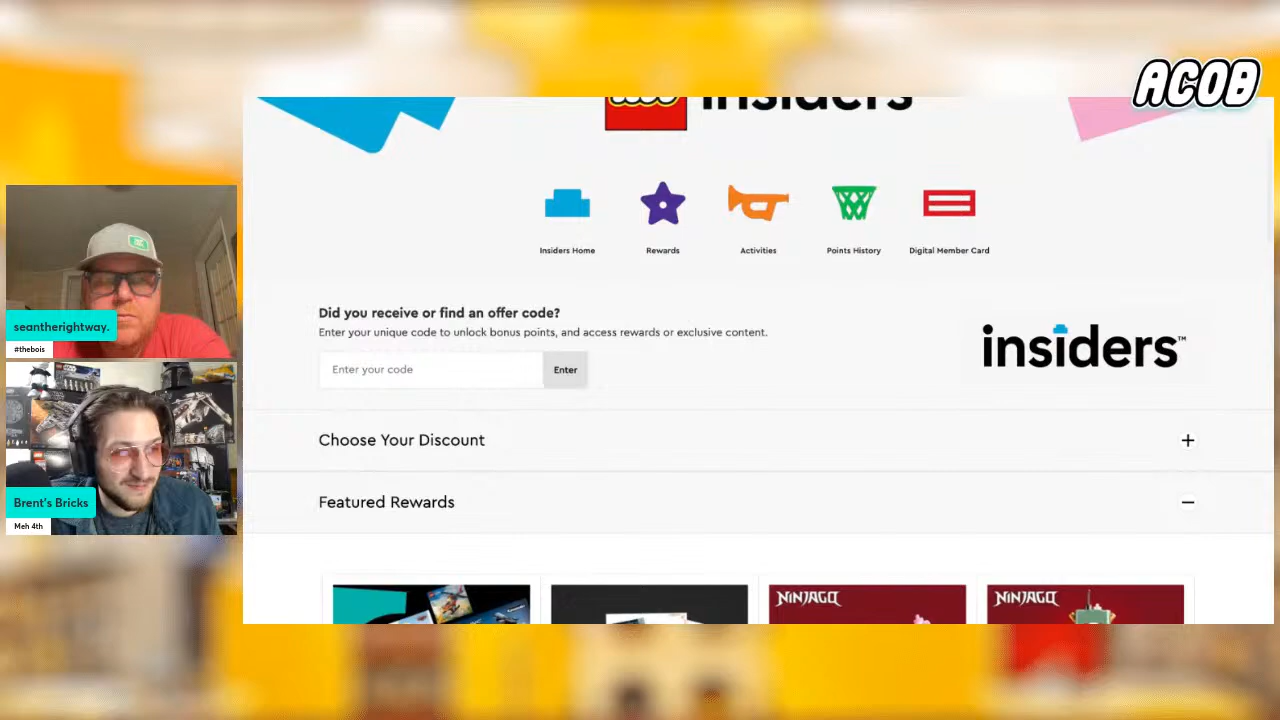 ACOB
insiders
Insiders Home
Rewards
Activities
Points History
Digital Member Card
Did you receive or find an offer code?
Enter your unique code to unlock bonus points, and access rewards or exclusive content.
Enter your code
Enter
insiders™
Choose Your Discount
+
Featured Rewards
−
NINJAGO
NINJAGO
seantherightway.
#thebois
Brent's Bricks
Meh 4th